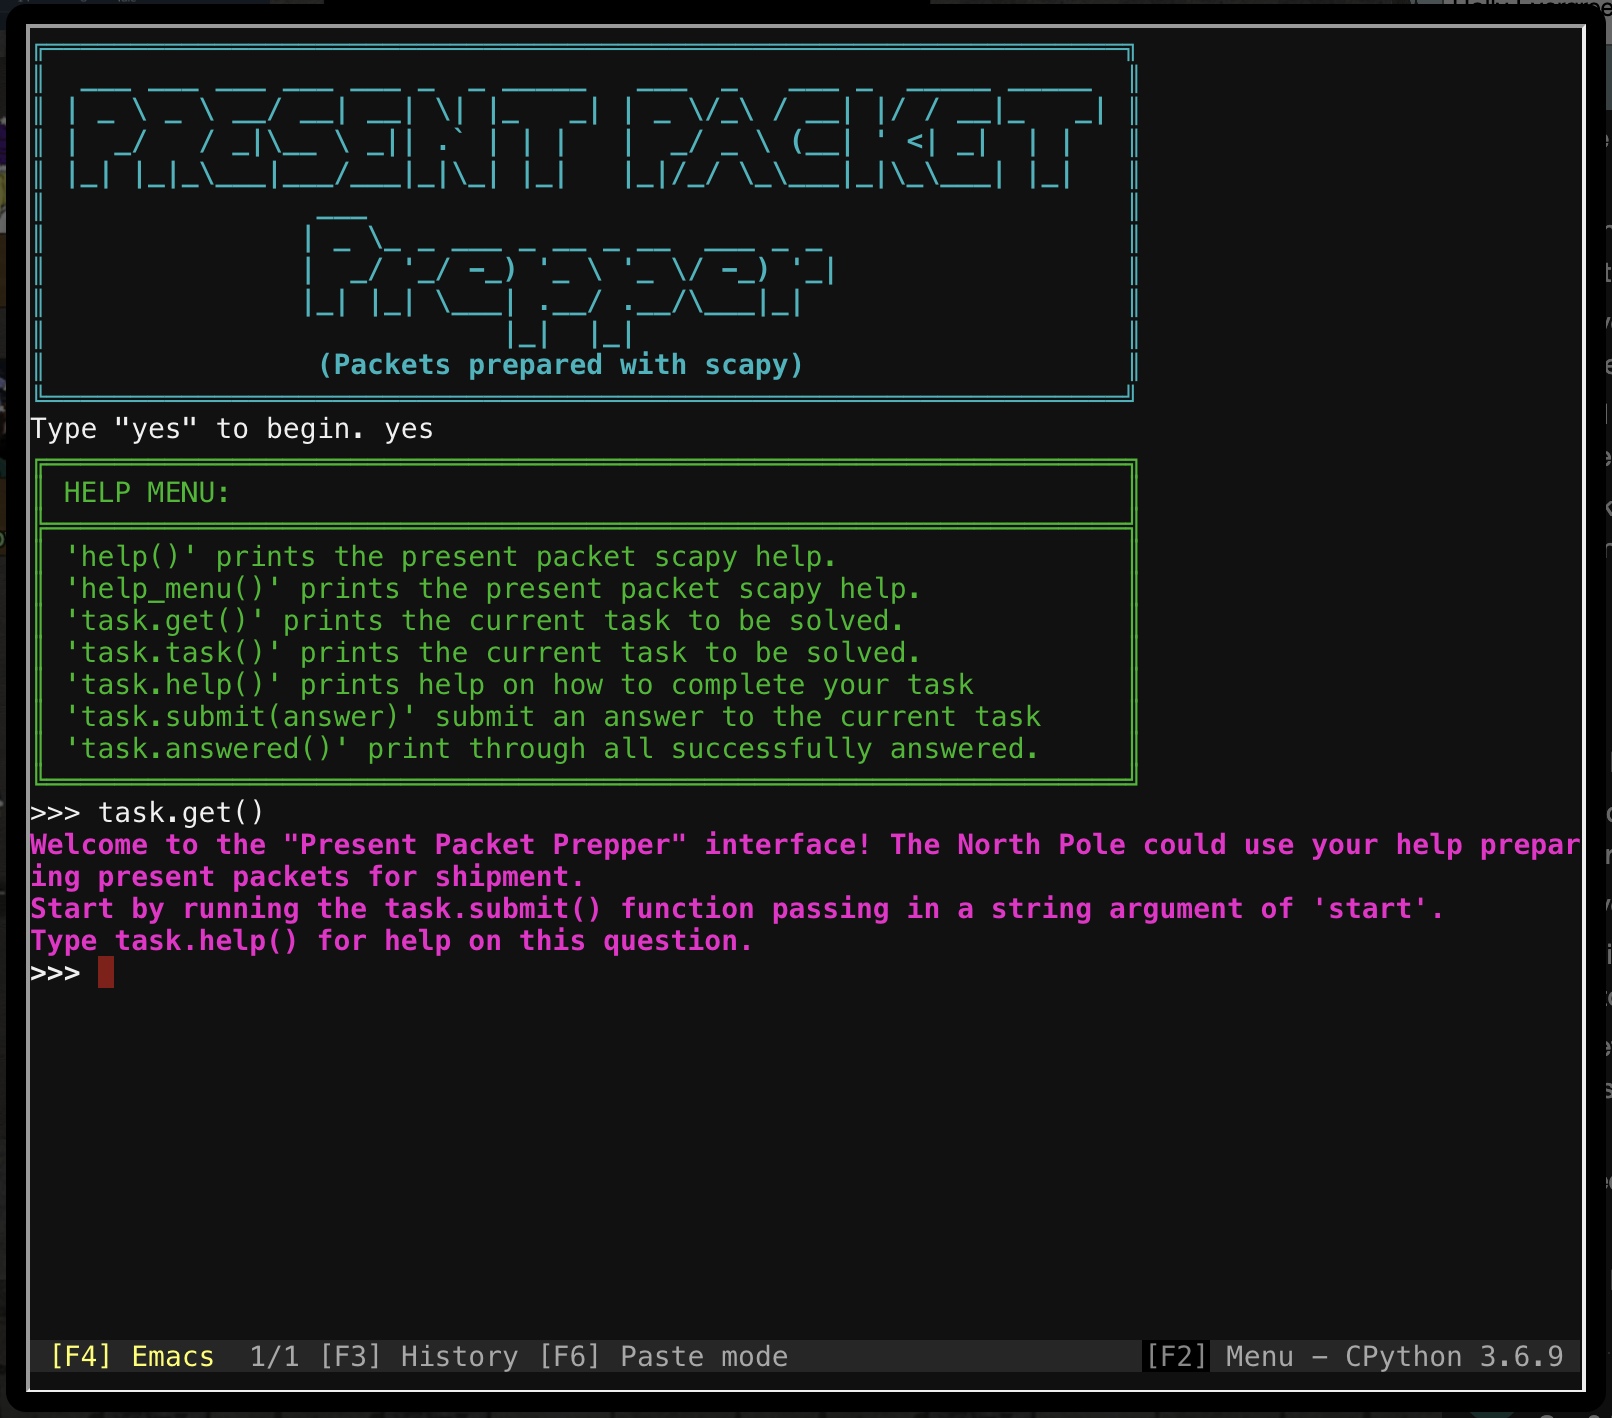 PRESENT PACKET
Prepper
(Packets prepared with scapy)
Type "yes" to begin. yes
HELP MENU:
'help()' prints the present packet scapy help.
'help_menu()' prints the present packet scapy help.
'task.get()' prints the current task to be solved.
'task.task()' prints the current task to be solved.
'task.help()' prints help on how to complete your task
'task.submit(answer)' submit an answer to the current task
'task.answered()' print through all successfully answered.
>>> task.get()
Welcome to the "Present Packet Prepper" interface! The North Pole could use your help prepar
ing present packets for shipment.
Start by running the task.submit() function passing in a string argument of 'start'.
Type task.help() for help on this question.
>>>
[F4] Emacs  1/1 [F3] History [F6] Paste mode [F2] Menu – CPython 3.6.9